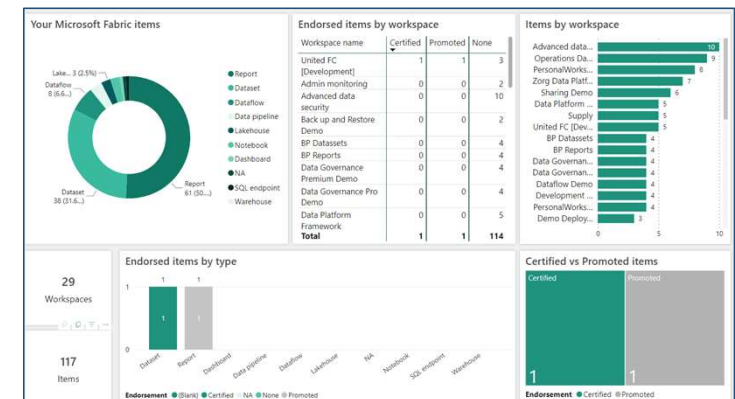 Your Microsoft Fabric items
Lake... 3 (2.5%)
Dataflow
8 (6.6...)
Dataset
38 (31.6...)
Report
61 (50....)
Report
Dataset
Dataflow
Data pipeline
Lakehouse
Notebook
Dashboard
NA
SQL endpoint
Warehouse
Endorsed items by workspace
Workspace name Certified Promoted None
United FC 1 1 3
[Development]
Admin monitoring 0 0 2
Advanced data 0 0 10
security
Back up and Restore 0 0 2
Demo
BP Datassets 0 0 4
BP Reports 0 0 4
Data Governance 0 0 4
Premium Demo
Data Governance Pro 0 0 4
Demo
Data Platform 0 0 5
Framework
Total 1 1 114
Items by workspace
Advanced data... 10
Operations Da... 9
PersonalWorks... 8
Zorg Data Platf... 7
Sharing Demo 6
Data Platform ... 5
Supply 5
United FC [Dev... 5
BP Datassets 4
BP Reports 4
Data Governan... 4
Data Governan... 4
Dataflow Demo 4
Development ... 4
PersonalWorks... 4
Demo Deploy... 3
0 5 10
29
Workspaces
117
Items
Endorsed items by type
1 1
1
1 1
0
Dataset Report Dashboard Data pipeline Dataflow Lakehouse NA Notebook SQL endpoint Warehouse
Endorsement (Blank) Certified NA None Promoted
Certified vs Promoted items
Certified Promoted
1 1
Endorsement Certified Promoted